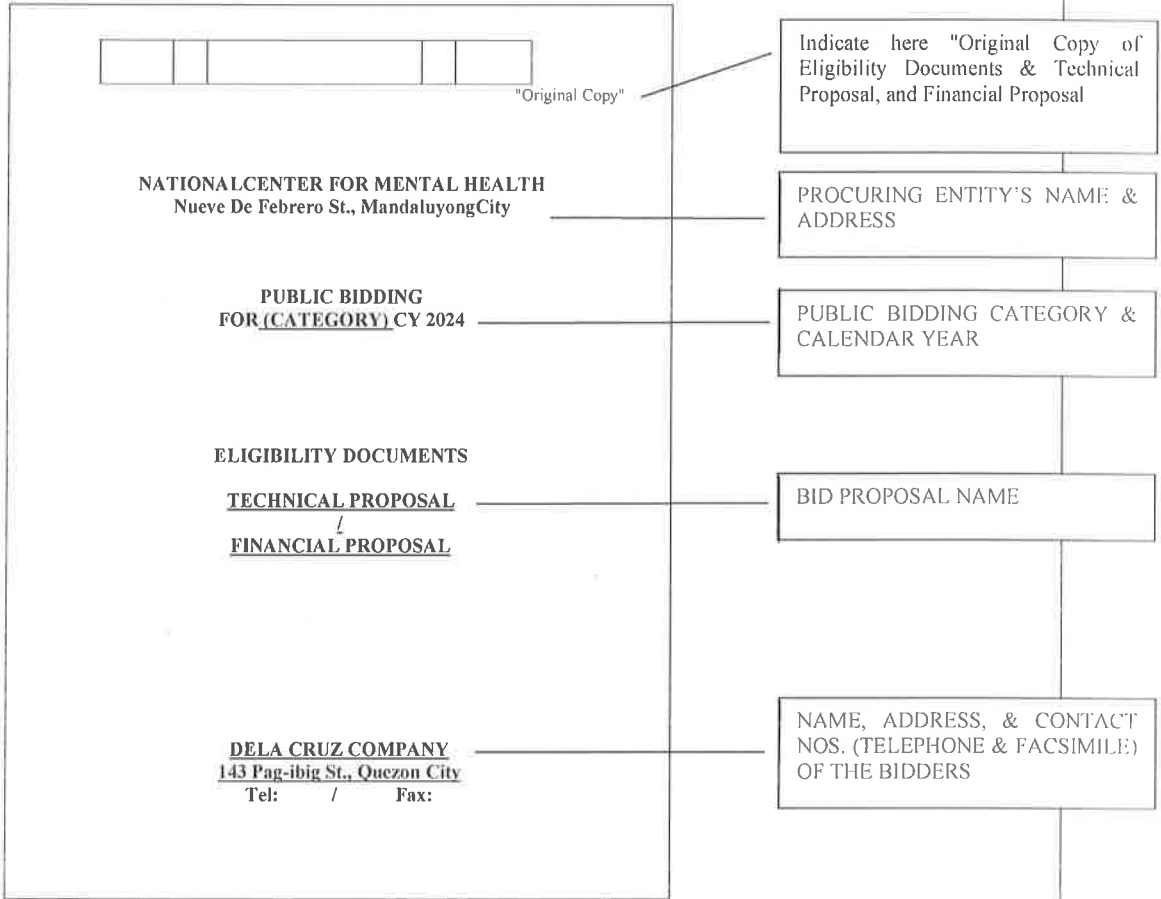 "Original Copy"
Indicate here "Original Copy of
Eligibility Documents & Technical
Proposal, and Financial Proposal
NATIONALCENTER FOR MENTAL HEALTH
Nueve De Febrero St., MandaluyongCity
PROCURING ENTITY'S NAME &
ADDRESS
PUBLIC BIDDING
FOR (CATEGORY) CY 2024
PUBLIC BIDDING CATEGORY &
CALENDAR YEAR
ELIGIBILITY DOCUMENTS
TECHNICAL PROPOSAL
/
FINANCIAL PROPOSAL
BID PROPOSAL NAME
DELA CRUZ COMPANY
143 Pag-ibig St., Quezon City
Tel: / Fax:
NAME, ADDRESS, & CONTACT
NOS. (TELEPHONE & FACSIMILE)
OF THE BIDDERS